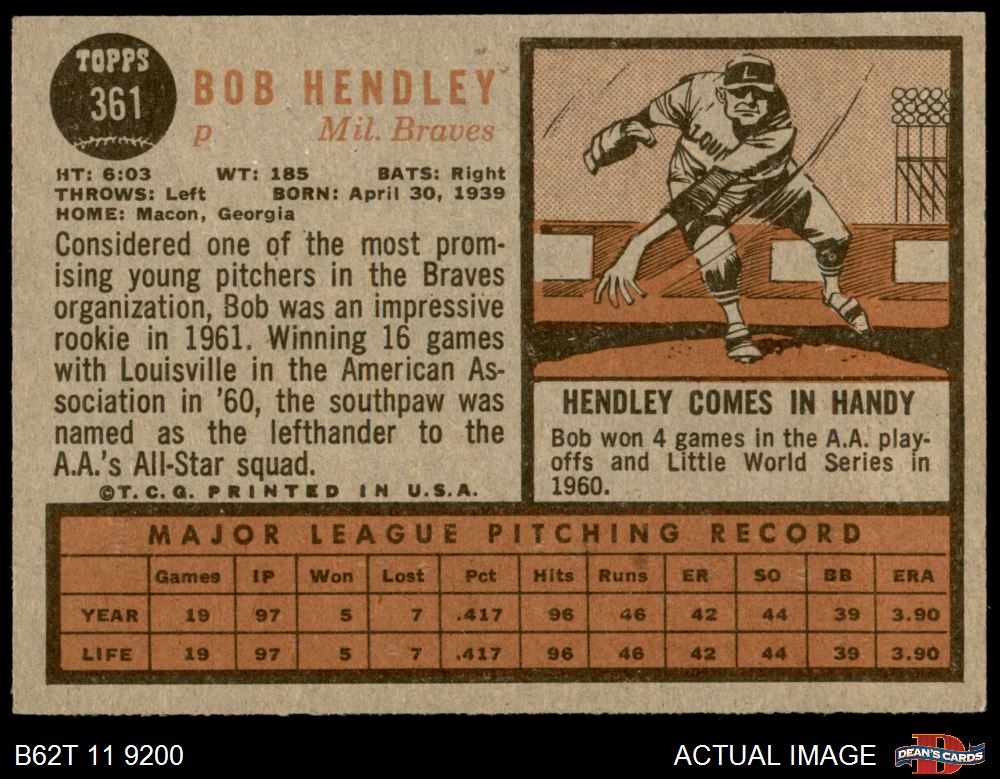 TOPPS
361
BOB HENDLEY
p Mil. Braves
HT: 6:03 WT: 185 BATS: Right
THROWS: Left BORN: April 30, 1939
HOME: Macon, Georgia
Considered one of the most prom-
ising young pitchers in the Braves
organization, Bob was an impressive
rookie in 1961. Winning 16 games
with Louisville in the American As-
sociation in '60, the southpaw was
named as the lefthander to the
A.A.'s All-Star squad.
©T.C.G. PRINTED IN U.S.A.
L
LOUI
HENDLEY COMES IN HANDY
Bob won 4 games in the A.A. play-
offs and Little World Series in
1960.
MAJOR LEAGUE PITCHING RECORD
Games IP Won Lost Pct Hits Runs ER SO BB ERA
YEAR 19 97 5 7 .417 96 46 42 44 39 3.90
LIFE 19 97 5 7 .417 96 46 42 44 39 3.90
B62T 11 9200
ACTUAL IMAGE
DEAN'S CARDS